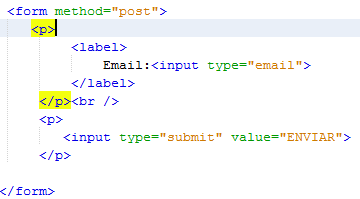 <form method="post">
<p>
<label>
Email:<input type="email">
</label>
</p><br />
<p>
<input type="submit" value="ENVIAR">
</p>
</form>